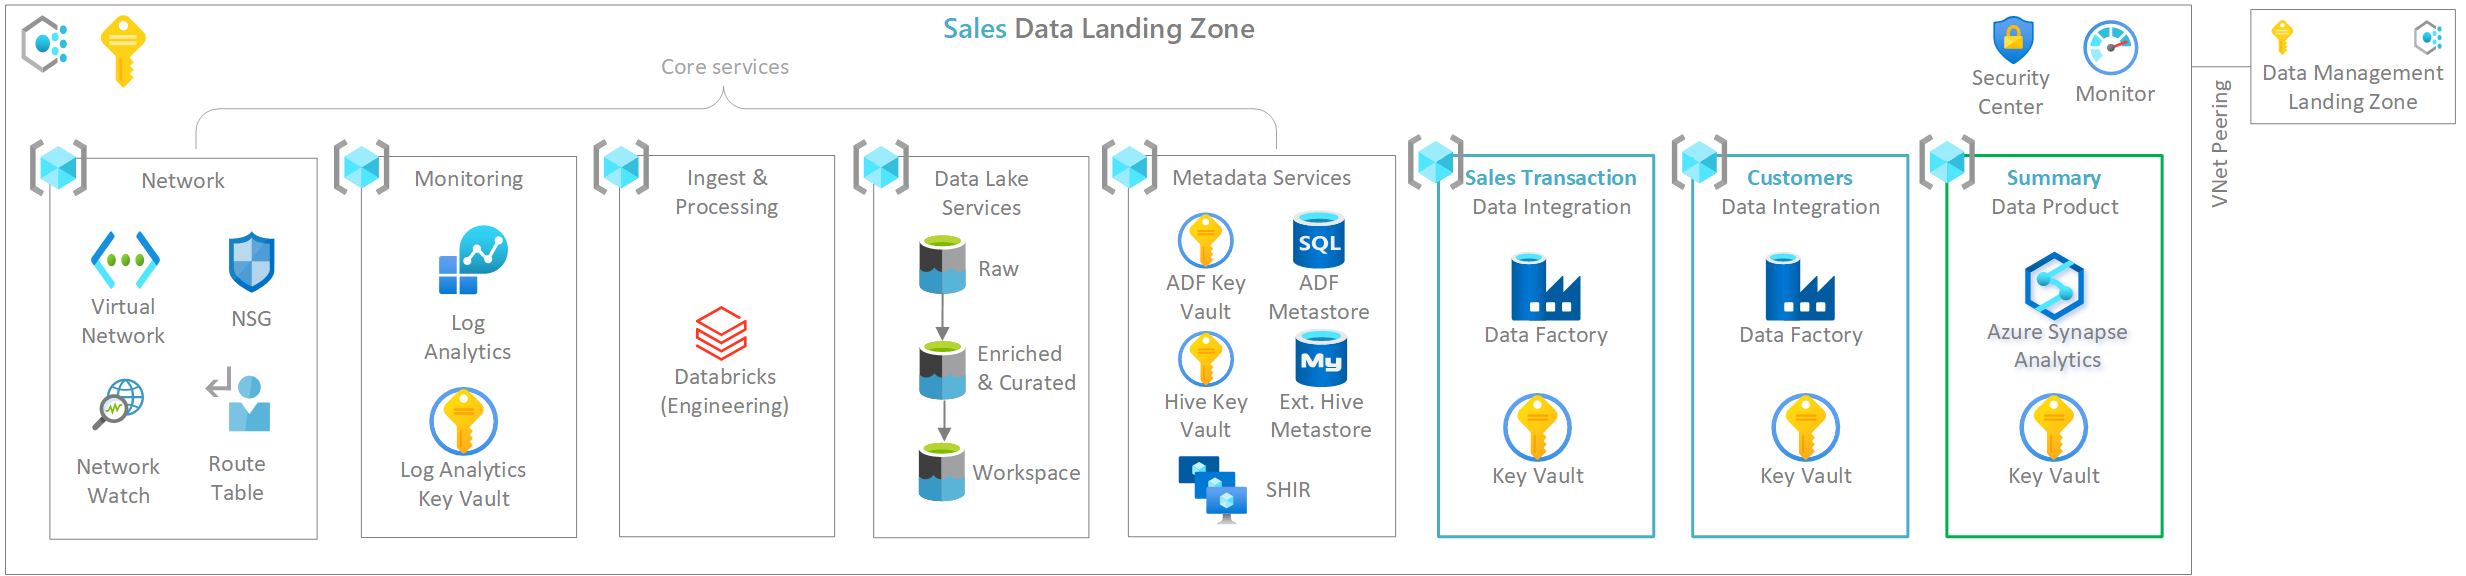 Sales Data Landing Zone
Core services
Security
Center
Monitor
Data Management
Landing Zone
VNet Peering
Network
Virtual
Network
NSG
Network
Watch
Route
Table
Monitoring
Log
Analytics
Log Analytics
Key Vault
Ingest &
Processing
Databricks
(Engineering)
Data Lake
Services
Raw
Enriched
& Curated
Workspace
Metadata Services
ADF Key
Vault
SQL
ADF
Metastore
Hive Key
Vault
My
Ext. Hive
Metastore
SHIR
Sales Transaction
Data Integration
Data Factory
Key Vault
Customers
Data Integration
Data Factory
Key Vault
Summary
Data Product
Azure Synapse
Analytics
Key Vault